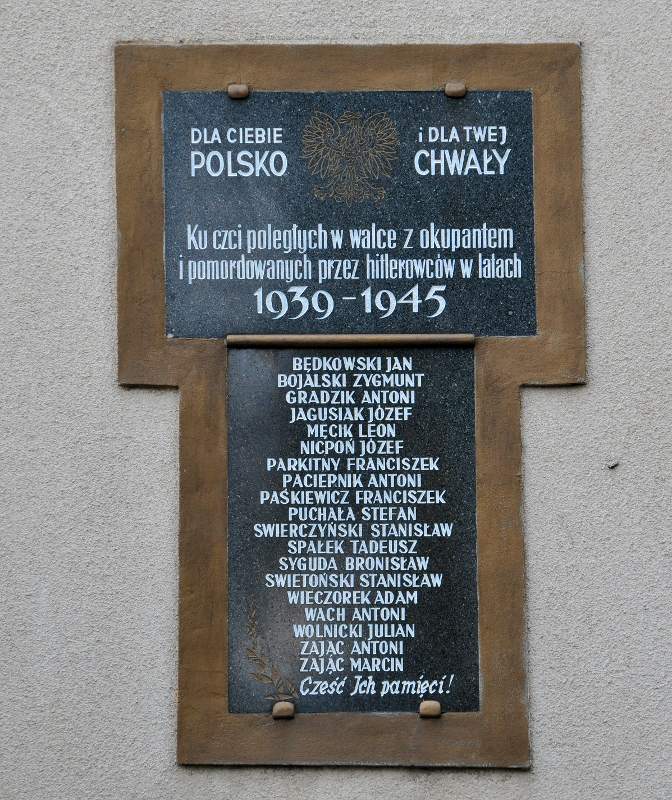 DLA CIEBIE
POLSKO
i DLA TWEJ
CHWAŁY
Ku czci poległych w walce z okupantem
i pomordowanych przez hitlerowców w latach
1939 - 1945
BĘDKOWSKI JAN
BOJALSKI ZYGMUNT
GRADZIK ANTONI
JAGUSIAK JÓZEF
MĘCIK LEON
NICPOŃ JÓZEF
PARKITNY FRANCISZEK
PACIEPNIK ANTONI
PAŚKIEWICZ FRANCISZEK
PUCHAŁA STEFAN
SWIERCZYŃSKI STANISŁAW
SPAŁEK TADEUSZ
SYGUDA BRONISŁAW
SWIETOŃSKI STANISŁAW
WIECZOREK ADAM
WACH ANTONI
WOLNICKI JULIAN
ZAJĄC ANTONI
ZAJĄC MARCIN
Cześć Ich pamięci!